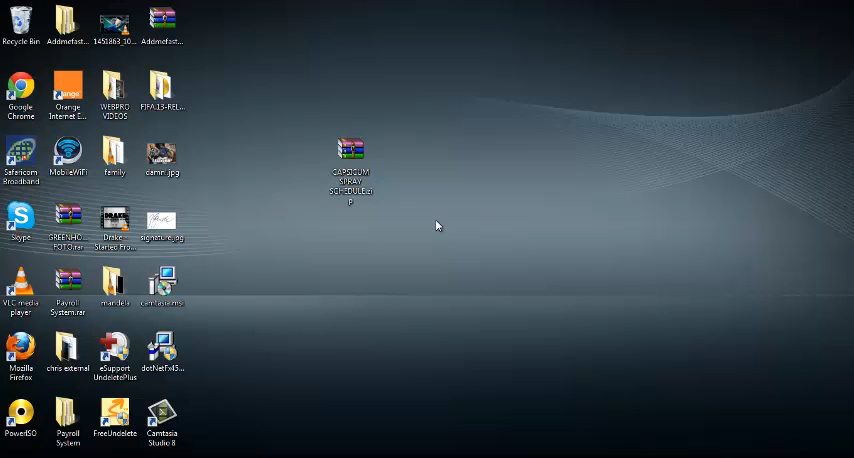 Recycle Bin
Addmefast...
1451863_10...
Addmefast...
Google
Chrome
Orange
Internet E...
WEBPRO
VIDEOS
FIFA.13-REL...
Safaricom
Broadband
MobileWiFi
family
damn!.jpg
CAPSICUM
SPRAY
SCHEDULE.zi
p
Skype
GREENHO...
FOTO.rar
Drake -
Started Fro...
signature.jpg
VLC media
player
Payroll
System.rar
mandela
camtasia.msi
Mozilla
Firefox
chris external
eSupport
UndeletePlus
dotNetFx45...
PowerISO
Payroll
System
FreeUndelete
Camtasia
Studio 8